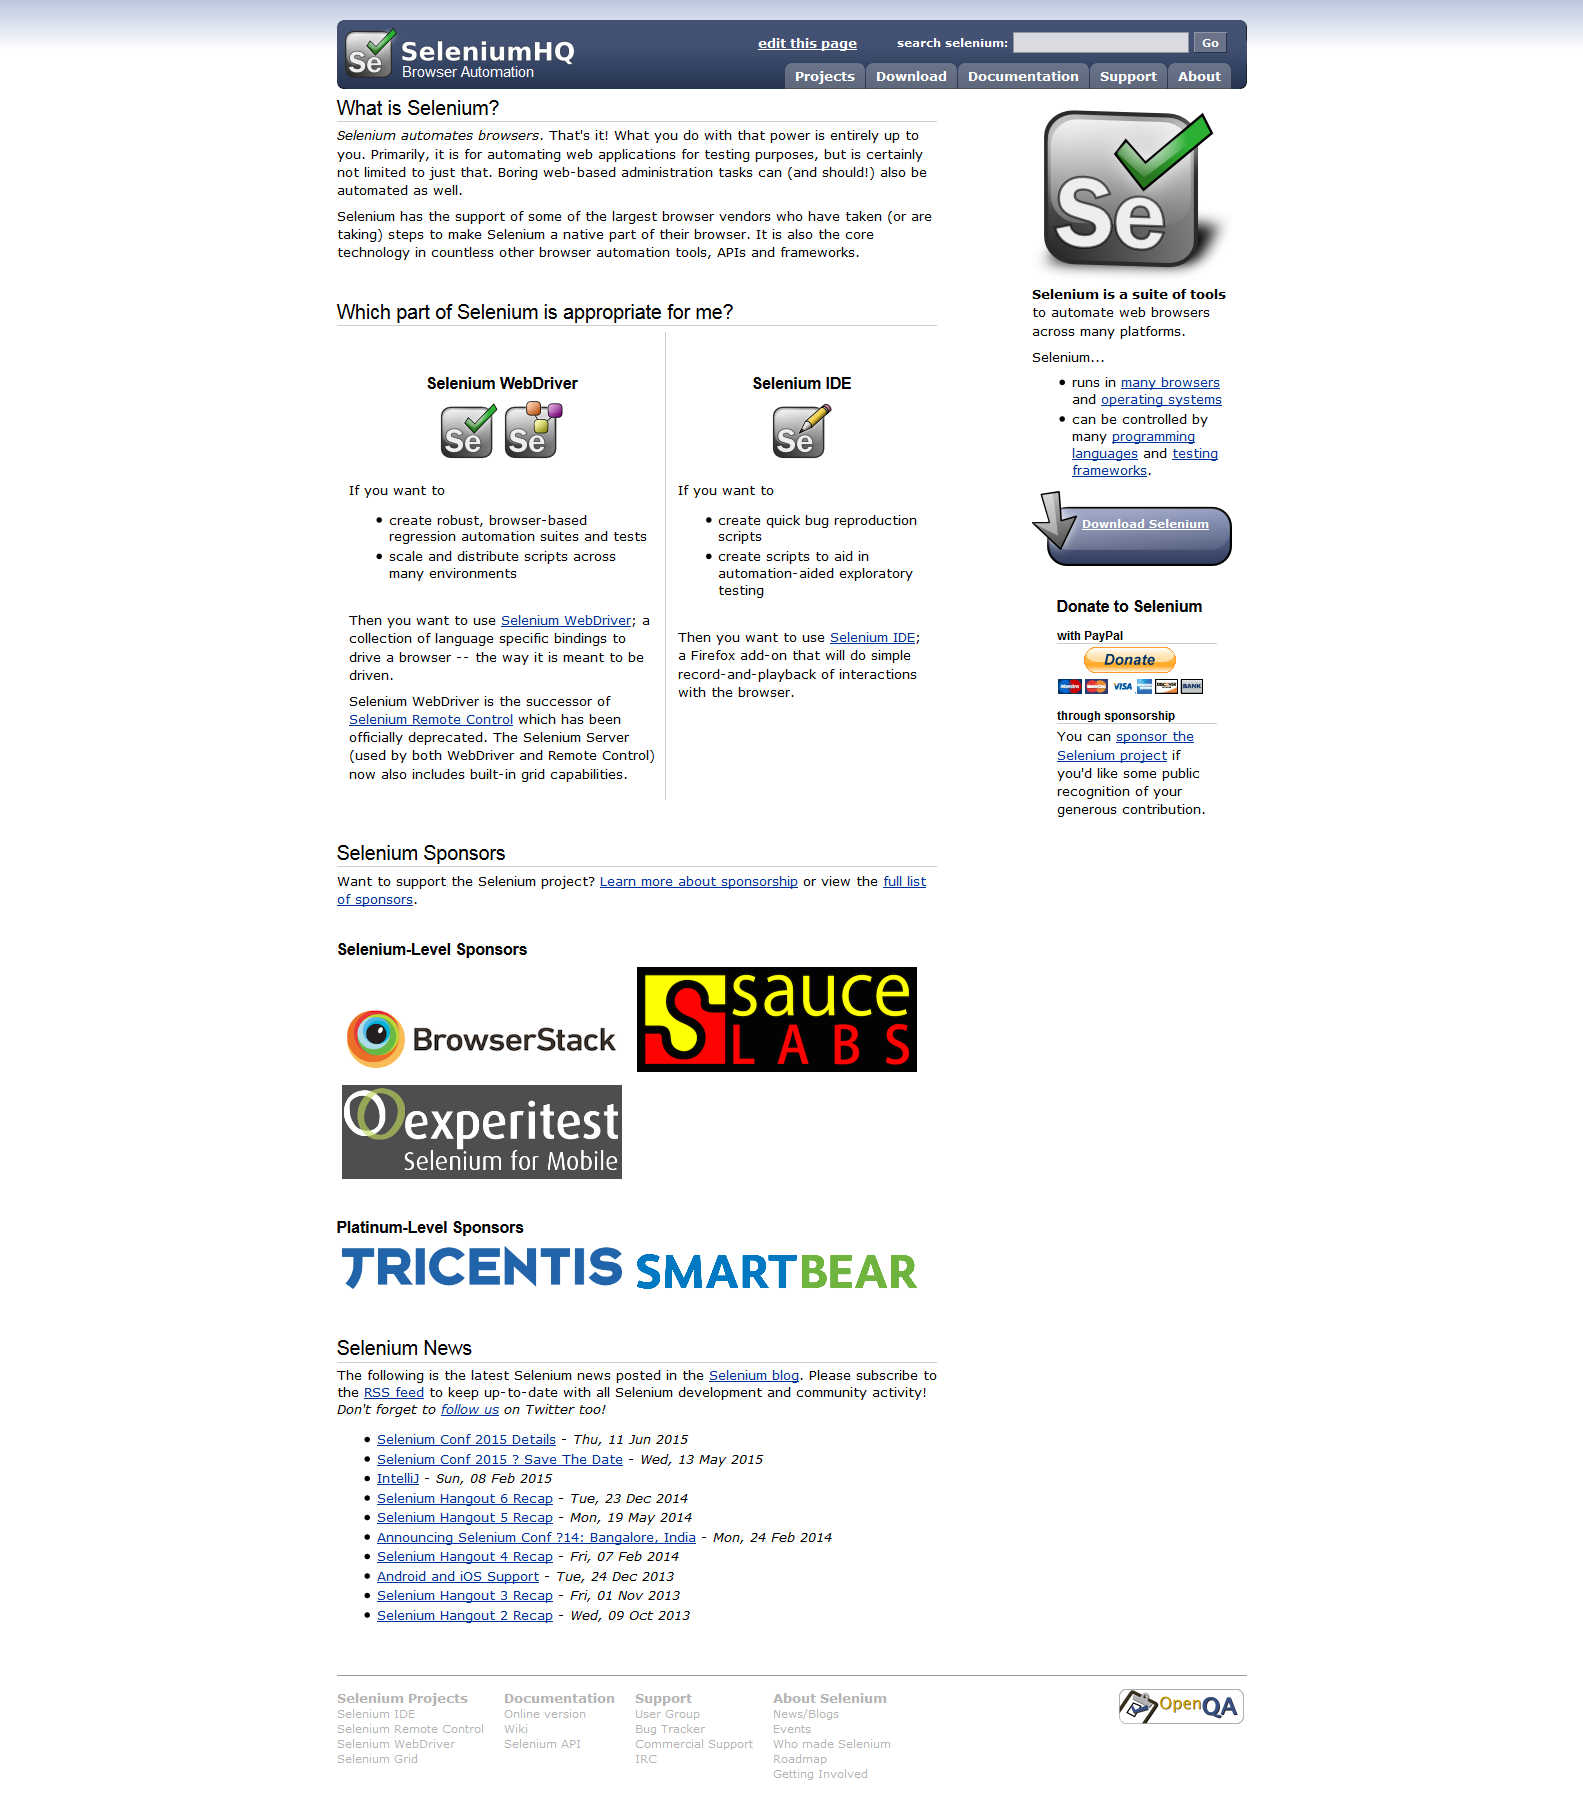 Se
SeleniumHQ
Browser Automation
edit this page
search selenium:
Go
Projects
Download
Documentation
Support
About
What is Selenium?
Selenium automates browsers. That's it! What you do with that power is entirely up to
you. Primarily, it is for automating web applications for testing purposes, but is certainly
not limited to just that. Boring web-based administration tasks can (and should!) also be
automated as well.
Selenium has the support of some of the largest browser vendors who have taken (or are
taking) steps to make Selenium a native part of their browser. It is also the core
technology in countless other browser automation tools, APIs and frameworks.
Which part of Selenium is appropriate for me?
Selenium WebDriver
Se Se
If you want to
create robust, browser-based
regression automation suites and tests
scale and distribute scripts across
many environments
Then you want to use Selenium WebDriver; a
collection of language specific bindings to
drive a browser -- the way it is meant to be
driven.
Selenium WebDriver is the successor of
Selenium Remote Control which has been
officially deprecated. The Selenium Server
(used by both WebDriver and Remote Control)
now also includes built-in grid capabilities.
Selenium IDE
Se
If you want to
create quick bug reproduction
scripts
create scripts to aid in
automation-aided exploratory
testing
Then you want to use Selenium IDE;
a Firefox add-on that will do simple
record-and-playback of interactions
with the browser.
Selenium Sponsors
Want to support the Selenium project? Learn more about sponsorship or view the full list
of sponsors.
Selenium-Level Sponsors
BrowserStack
sauce
LABS
experitest
Selenium for Mobile
Platinum-Level Sponsors
TRICENTIS
SMARTBEAR
Selenium News
The following is the latest Selenium news posted in the Selenium blog. Please subscribe to
the RSS feed to keep up-to-date with all Selenium development and community activity!
Don't forget to follow us on Twitter too!
Selenium Conf 2015 Details - Thu, 11 Jun 2015
Selenium Conf 2015 ? Save The Date - Wed, 13 May 2015
IntelliJ - Sun, 08 Feb 2015
Selenium Hangout 6 Recap - Tue, 23 Dec 2014
Selenium Hangout 5 Recap - Mon, 19 May 2014
Announcing Selenium Conf ?14: Bangalore, India - Mon, 24 Feb 2014
Selenium Hangout 4 Recap - Fri, 07 Feb 2014
Android and iOS Support - Tue, 24 Dec 2013
Selenium Hangout 3 Recap - Fri, 01 Nov 2013
Selenium Hangout 2 Recap - Wed, 09 Oct 2013
Se
Selenium is a suite of tools
to automate web browsers
across many platforms.
Selenium...
runs in many browsers
and operating systems
can be controlled by
many programming
languages and testing
frameworks.
Download Selenium
Donate to Selenium
with PayPal
Donate
VISA
BANK
through sponsorship
You can sponsor the
Selenium project if
you'd like some public
recognition of your
generous contribution.
Selenium Projects
Selenium IDE
Selenium Remote Control
Selenium WebDriver
Selenium Grid
Documentation
Online version
Wiki
Selenium API
Support
User Group
Bug Tracker
Commercial Support
IRC
About Selenium
News/Blogs
Events
Who made Selenium
Roadmap
Getting Involved
OpenQA